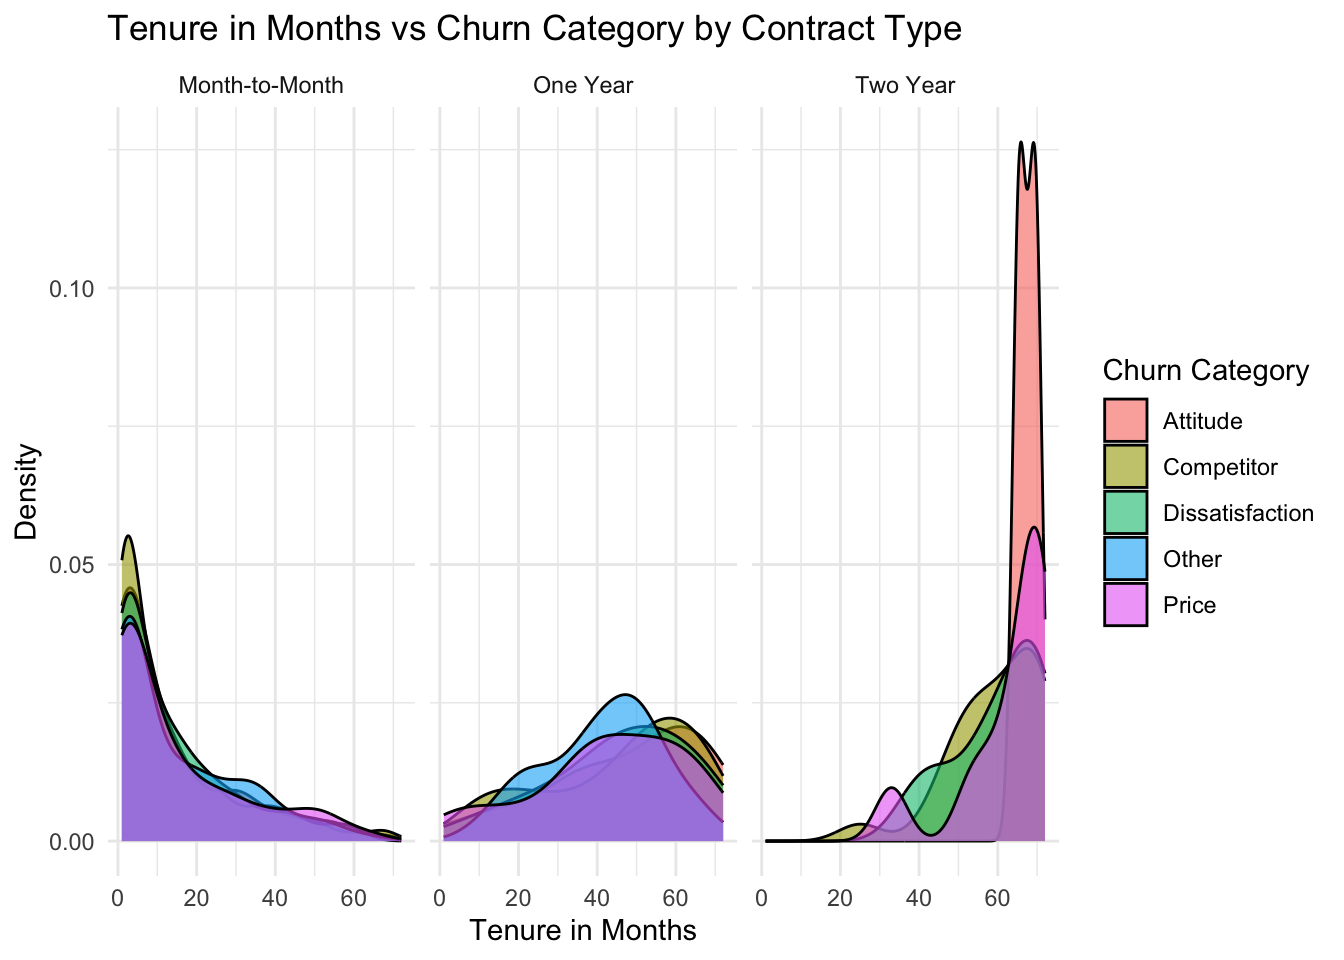 Tenure in Months vs Churn Category by Contract Type
Month-to-Month One Year Two Year
0.10
0.05
0.00
Density
0 20 40 60 0 20 40 60 0 20 40 60
Tenure in Months
Churn Category
Attitude
Competitor
Dissatisfaction
Other
Price